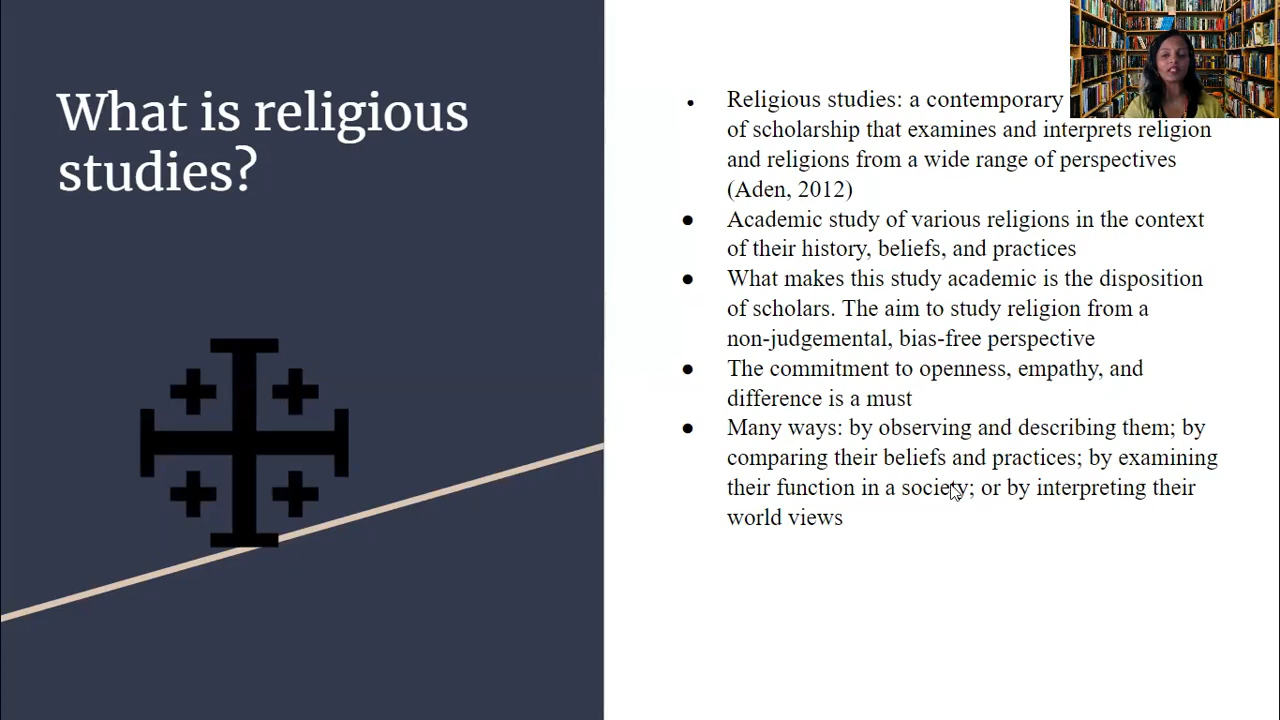 What is religious
studies?
• Religious studies: a contemporary
of scholarship that examines and interprets religion
and religions from a wide range of perspectives
(Aden, 2012)
● Academic study of various religions in the context
of their history, beliefs, and practices
● What makes this study academic is the disposition
of scholars. The aim to study religion from a
non-judgemental, bias-free perspective
● The commitment to openness, empathy, and
difference is a must
● Many ways: by observing and describing them; by
comparing their beliefs and practices; by examining
their function in a society; or by interpreting their
world views